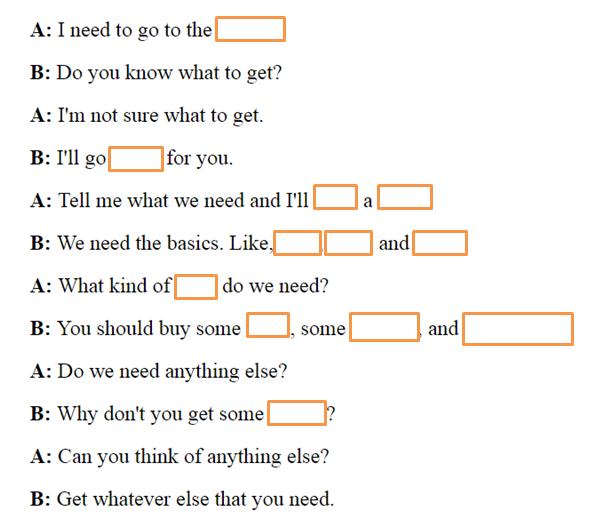 A: I need to go to the
B: Do you know what to get?
A: I'm not sure what to get.
B: I'll go for you.
A: Tell me what we need and I'll a
B: We need the basics. Like, and
A: What kind of do we need?
B: You should buy some , some , and
A: Do we need anything else?
B: Why don't you get some ?
A: Can you think of anything else?
B: Get whatever else that you need.